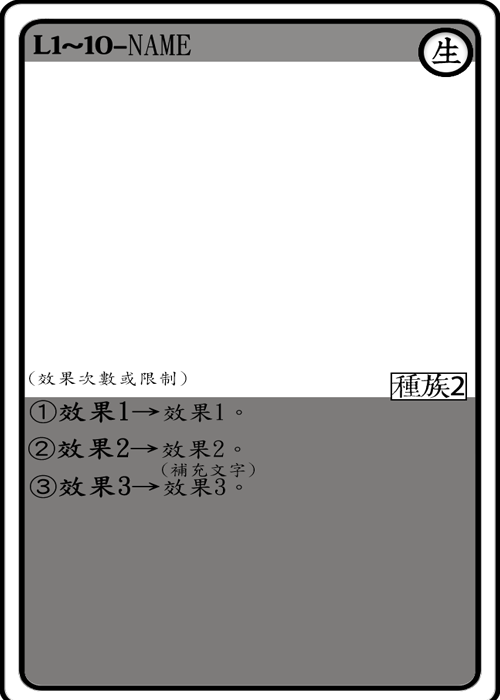 L1~10-NAME
生
(效果次數或限制)
種族2
①效果1→效果1。
②效果2→效果2。
(補充文字)
③效果3→效果3。